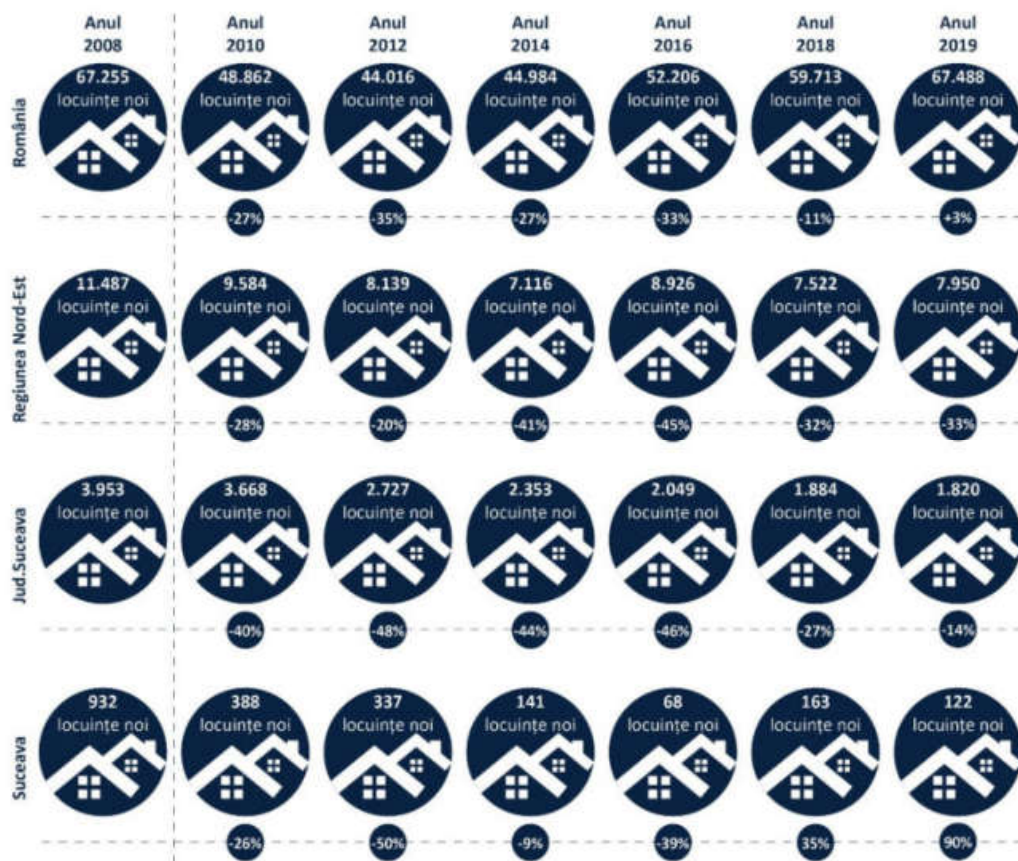 Anul 2008
Anul 2010
Anul 2012
Anul 2014
Anul 2016
Anul 2018
Anul 2019
România
67.255 locuințe noi
48.862 locuințe noi
44.016 locuințe noi
44.984 locuințe noi
52.206 locuințe noi
59.713 locuințe noi
67.488 locuințe noi
-27%
-35%
-27%
-33%
-11%
+3%
Regiunea Nord-Est
11.487 locuințe noi
9.584 locuințe noi
8.139 locuințe noi
7.116 locuințe noi
8.926 locuințe noi
7.522 locuințe noi
7.950 locuințe noi
-28%
-20%
-41%
-45%
-32%
-33%
Jud.Suceava
3.953 locuințe noi
3.668 locuințe noi
2.727 locuințe noi
2.353 locuințe noi
2.049 locuințe noi
1.884 locuințe noi
1.820 locuințe noi
-40%
-48%
-44%
-46%
-27%
-14%
Suceava
932 locuințe noi
388 locuințe noi
337 locuințe noi
141 locuințe noi
68 locuințe noi
163 locuințe noi
122 locuințe noi
-26%
-50%
-9%
-39%
35%
90%